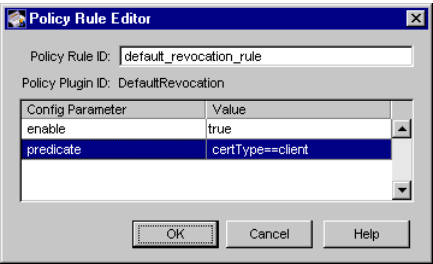 Policy Rule Editor
Policy Rule ID: default_revocation_rule
Policy Plugin ID: DefaultRevocation
Config Parameter Value
enable true
predicate certType==client
OK Cancel Help